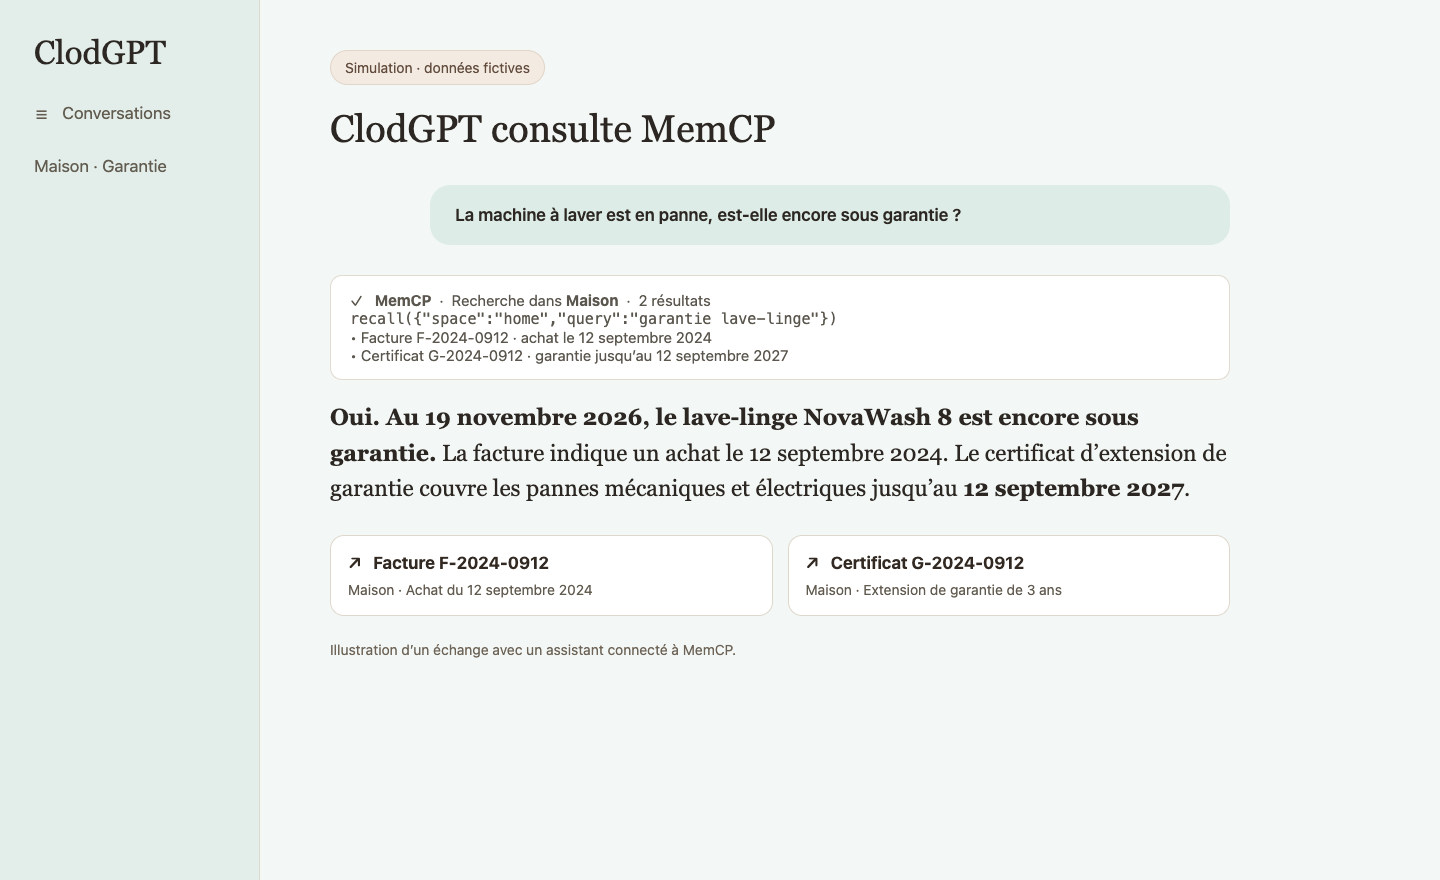 ClodGPT
≡ Conversations
Maison · Garantie
Simulation · données fictives
ClodGPT consulte MemCP
La machine à laver est en panne, est-elle encore sous garantie ?
✓ MemCP · Recherche dans Maison · 2 résultats
recall({"space":"home","query":"garantie lave-linge"})
• Facture F-2024-0912 · achat le 12 septembre 2024
• Certificat G-2024-0912 · garantie jusqu’au 12 septembre 2027
Oui. Au 19 novembre 2026, le lave-linge NovaWash 8 est encore sous
garantie. La facture indique un achat le 12 septembre 2024. Le certificat d’extension de
garantie couvre les pannes mécaniques et électriques jusqu’au 12 septembre 2027.
↗ Facture F-2024-0912
Maison · Achat du 12 septembre 2024
↗ Certificat G-2024-0912
Maison · Extension de garantie de 3 ans
Illustration d’un échange avec un assistant connecté à MemCP.